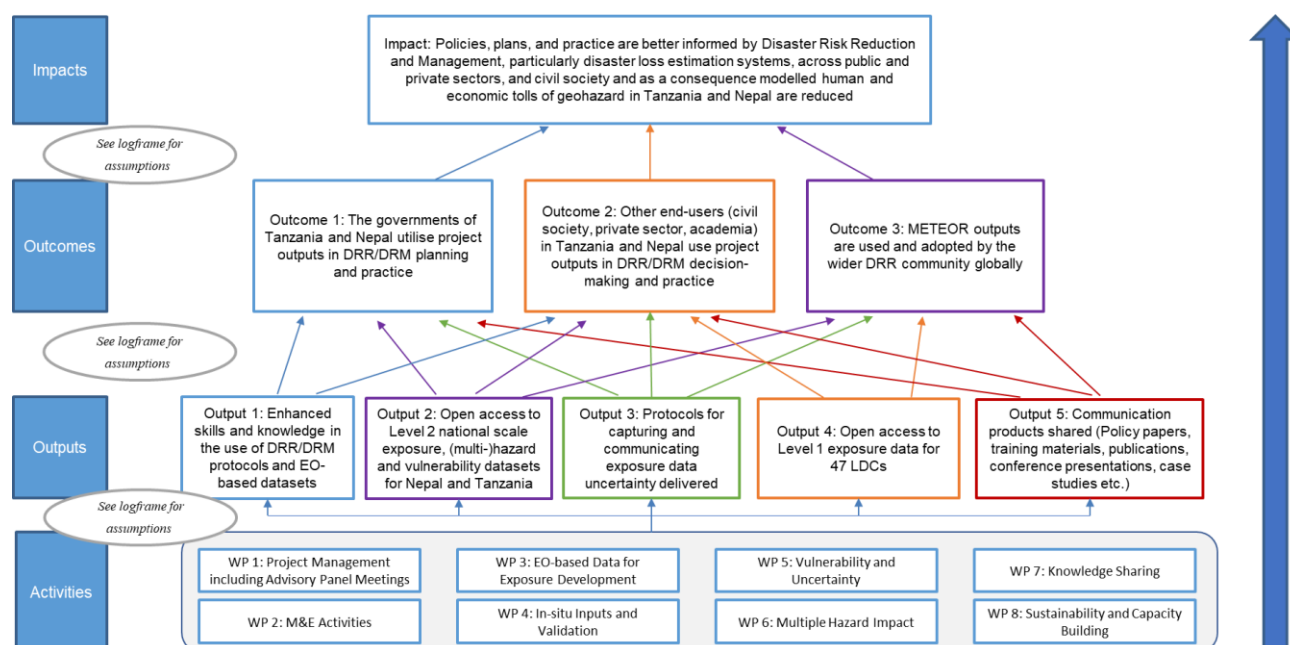 Impacts
Impact: Policies, plans, and practice are better informed by Disaster Risk Reduction
and Management, particularly disaster loss estimation systems, across public and
private sectors, and civil society and as a consequence modelled human and
economic tolls of geohazard in Tanzania and Nepal are reduced
See logframe for
assumptions
Outcomes
Outcome 1: The governments of
Tanzania and Nepal utilise project
outputs in DRR/DRM planning
and practice
Outcome 2: Other end-users (civil
society, private sector, academia)
in Tanzania and Nepal use project
outputs in DRR/DRM decision-
making and practice
Outcome 3: METEOR outputs
are used and adopted by the
wider DRR community globally
See logframe for
assumptions
Outputs
Output 1: Enhanced
skills and knowledge in
the use of DRR/DRM
protocols and EO-
based datasets
Output 2: Open access to
Level 2 national scale
exposure, (multi-)hazard
and vulnerability datasets
for Nepal and Tanzania
Output 3: Protocols for
capturing and
communicating
exposure data
uncertainty delivered
Output 4: Open access to
Level 1 exposure data for
47 LDCs
Output 5: Communication
products shared (Policy papers,
training materials, publications,
conference presentations, case
studies etc.)
See logframe for
assumptions
Activities
WP 1: Project Management
including Advisory Panel Meetings
WP 3: EO-based Data for
Exposure Development
WP 5: Vulnerability and
Uncertainty
WP 7: Knowledge Sharing
WP 2: M&E Activities
WP 4: In-situ Inputs and
Validation
WP 6: Multiple Hazard Impact
WP 8: Sustainability and Capacity
Building